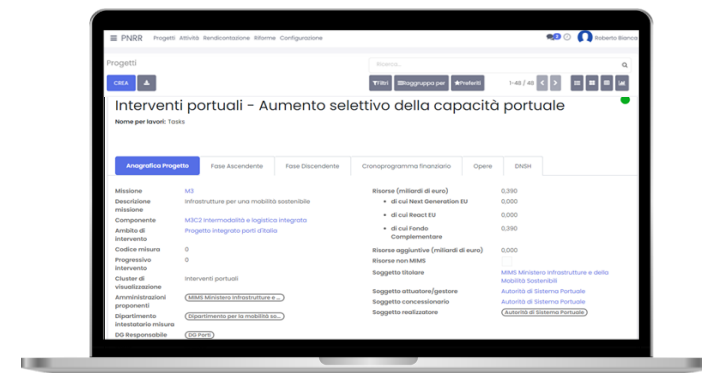 PNRR Progetti Attività Rendicontazione Riforme Configurazione Roberto Bianco
Progetti
Ricerca...
CREA
Filtri Raggruppa per Preferiti 1-48 / 48
Interventi portuali - Aumento selettivo della capacità portuale
Nome per lavori: Tasks
Anagrafica Progetto Fase Ascendente Fase Discendente Cronoprogramma finanziario Opere DNSH
Missione M3
Descrizione missione Infrastrutture per una mobilità sostenibile
Componente M3C2 Intermodalità e logistica integrata
Ambito di intervento Progetto integrato porti d'Italia
Codice misura 0
Progressivo intervento 0
Cluster di visualizzazione Interventi portuali
Amministrazioni proponenti MIMS Ministero Infrastrutture e ...
Dipartimento intestatario misura Dipartimento per la mobilità so...
DG Responsabile DG Porti
Risorse (miliardi di euro) 0,390
di cui Next Generation EU 0,000
di cui React EU 0,000
di cui Fondo Complementare 0,390
Risorse aggiuntive (miliardi di euro) 0,000
Risorse non MIMS
Soggetto titolare MIMS Ministero Infrastrutture e della Mobilità Sostenibili
Soggetto attuatore/gestore Autorità di Sistema Portuale
Soggetto concessionario Autorità di Sistema Portuale
Soggetto realizzatore Autorità di Sistema Portuale